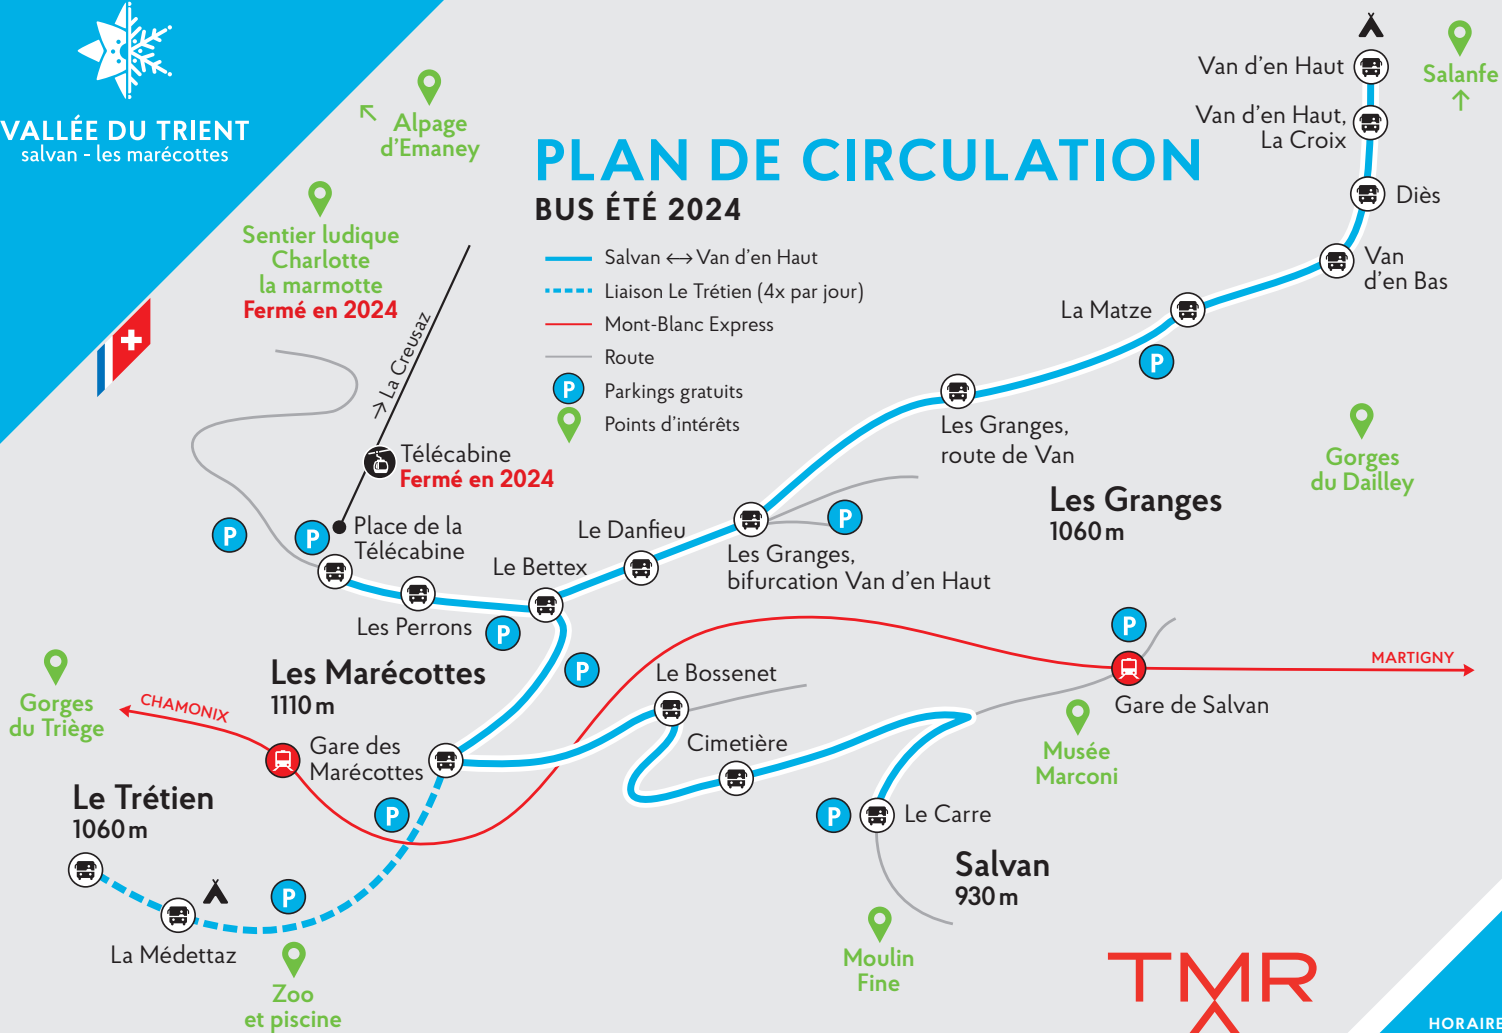 VALLÉE DU TRIENT
salvan - les marécottes
PLAN DE CIRCULATION
BUS ÉTÉ 2024
Salvan ↔ Van d'en Haut
Liaison Le Trétien (4x par jour)
Mont-Blanc Express
Route
P
Parkings gratuits
Points d'intérêts
↖ Alpage
d'Emaney
Sentier ludique
Charlotte
la marmotte
Fermé en 2024
→ La Creusaz
Télécabine
Fermé en 2024
Place de la
Télécabine
P
P
Les Perrons
P
Le Bettex
P
Le Danfieu
Les Granges,
bifurcation Van d'en Haut
P
Les Granges,
route de Van
Les Granges
1060 m
La Matze
P
Van
d'en Bas
Diès
Van d'en Haut,
La Croix
Van d'en Haut
Salanfe
↑
Gorges
du Dailley
Les Marécottes
1110 m
Gorges
du Triège
CHAMONIX
Gare des
Marécottes
P
Le Trétien
1060 m
La Médettaz
P
Zoo
et piscine
Le Bossenet
Cimetière
P
Le Carre
Salvan
930 m
Moulin
Fine
P
Gare de Salvan
MARTIGNY
Musée
Marconi
TMR
HORAIRE